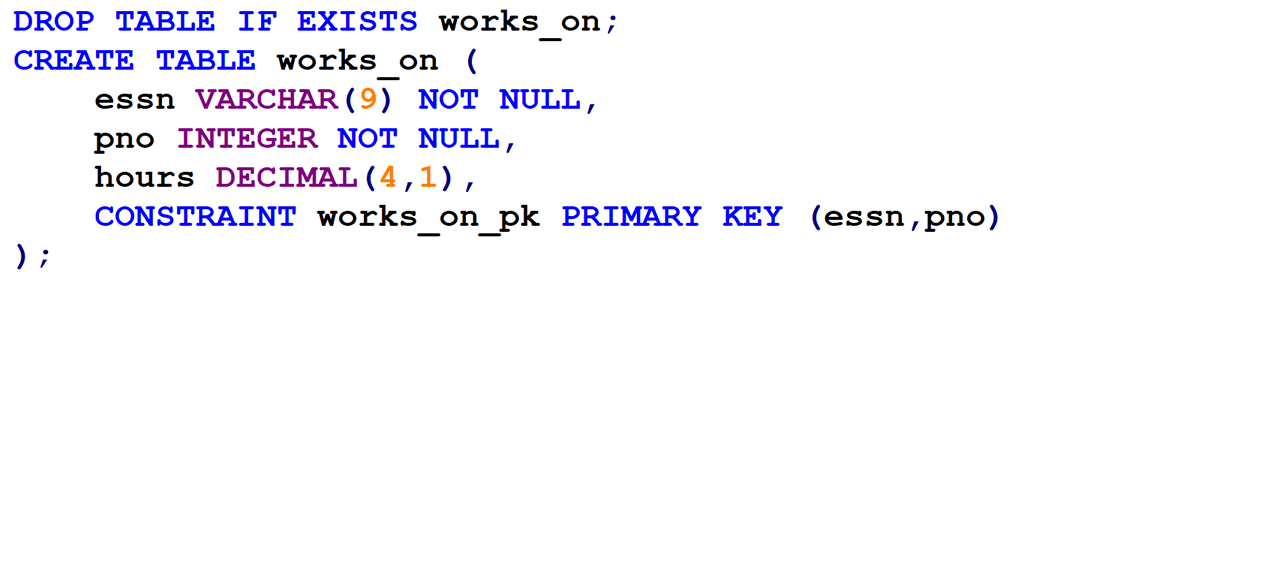 DROP TABLE IF EXISTS works_on;
CREATE TABLE works_on (
    essn VARCHAR(9) NOT NULL,
    pno INTEGER NOT NULL,
    hours DECIMAL(4,1),
    CONSTRAINT works_on_pk PRIMARY KEY (essn,pno)
);